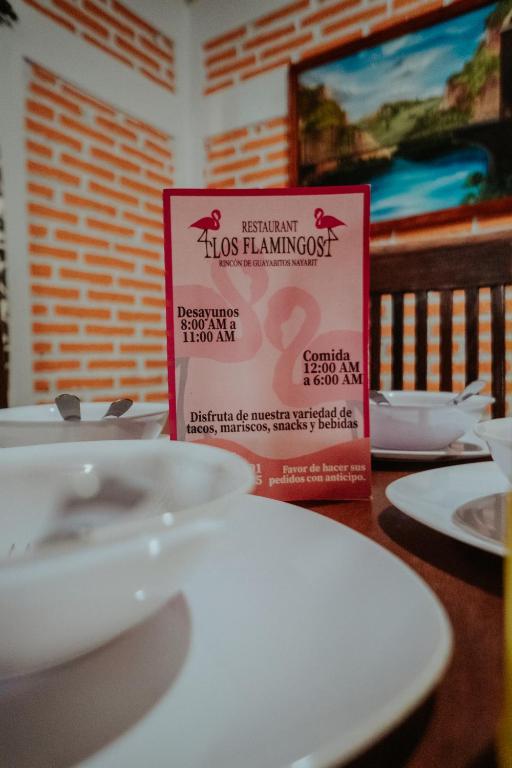 RESTAURANT
LOS FLAMINGOS
RINCÓN DE GUAYABITOS NAYARIT
Desayunos
8:00 AM a
11:00 AM
Comida
12:00 AM
a 6:00 AM
Disfruta de nuestra variedad de
tacos, mariscos, snacks y bebidas
Favor de hacer sus
pedidos con anticipo.